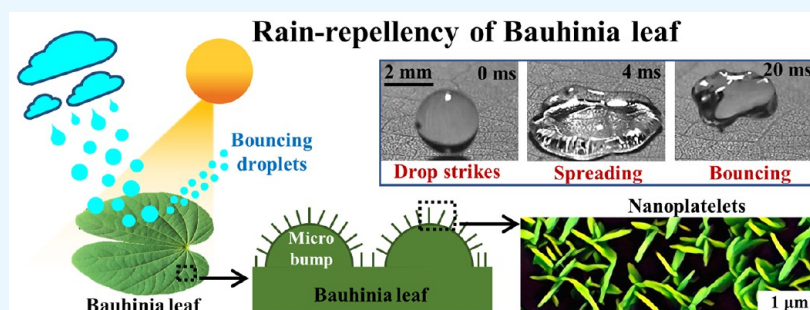 Rain-repellency of Bauhinia leaf
2 mm
0 ms
4 ms
20 ms
Bouncing
droplets
Drop strikes
Spreading
Bouncing
Nanoplatelets
Micro
bump
Bauhinia leaf
Bauhinia leaf
1 µm